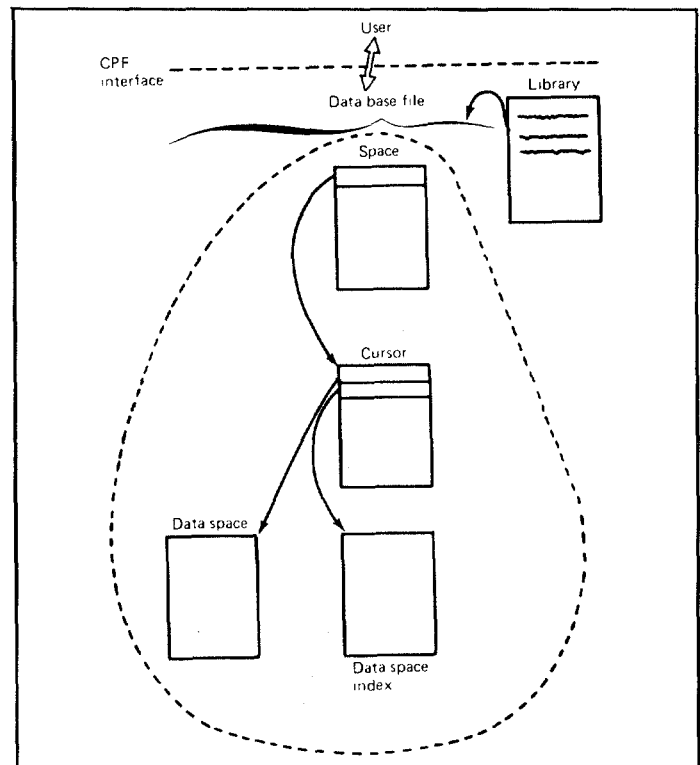 User
CPF
interface
Library
Data base file
Space
Cursor
Data space
Data space
index